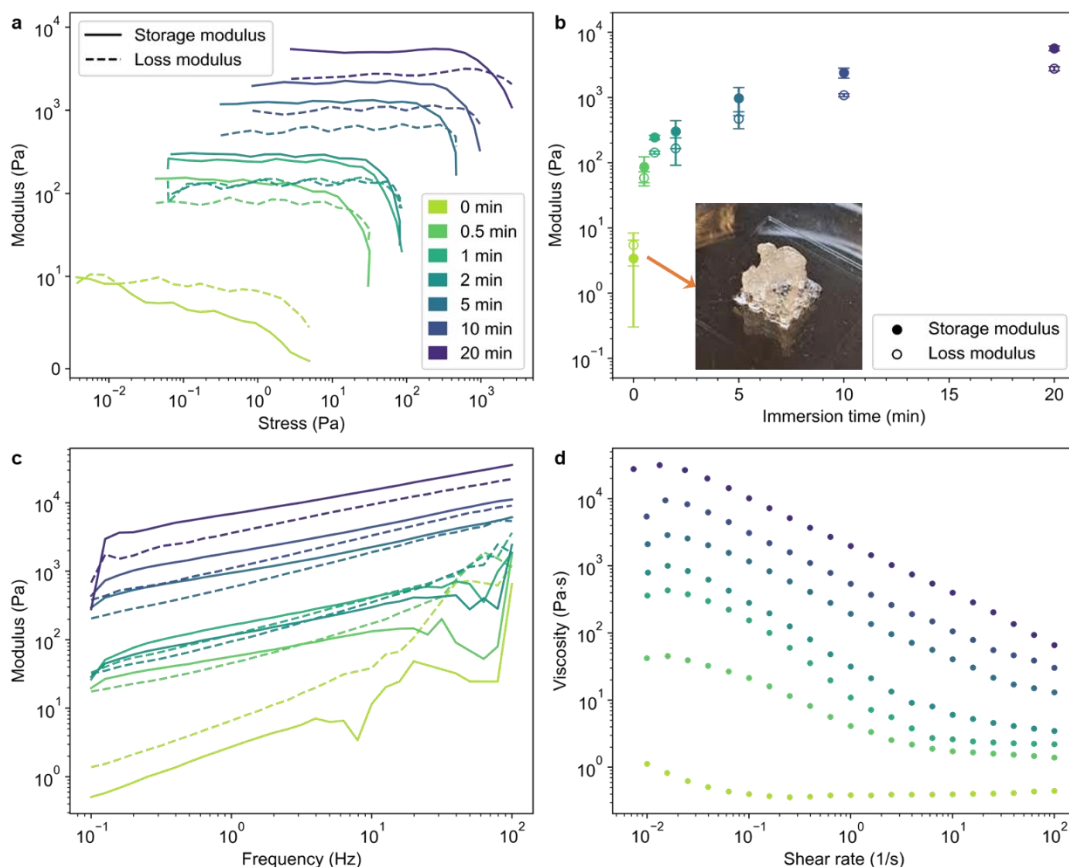 a
Storage modulus
Loss modulus
10⁴
10³
10²
10¹
0
Modulus (Pa)
0 min
0.5 min
1 min
2 min
5 min
10 min
20 min
10⁻² 10⁰ 10¹ 10² 10³
Stress (Pa)
b
10⁴
10³
10²
10¹
10⁰
10⁻¹
Modulus (Pa)
Storage modulus
Loss modulus
0 5 10 15 20
Immersion time (min)
c
10⁴
10³
10²
10¹
10⁰
Modulus (Pa)
10⁻¹ 10⁰ 10¹ 10²
Frequency (Hz)
d
10⁴
10³
10²
10¹
10⁰
Viscosity (Pa·s)
10⁻² 10⁻¹ 10⁰ 10¹ 10²
Shear rate (1/s)